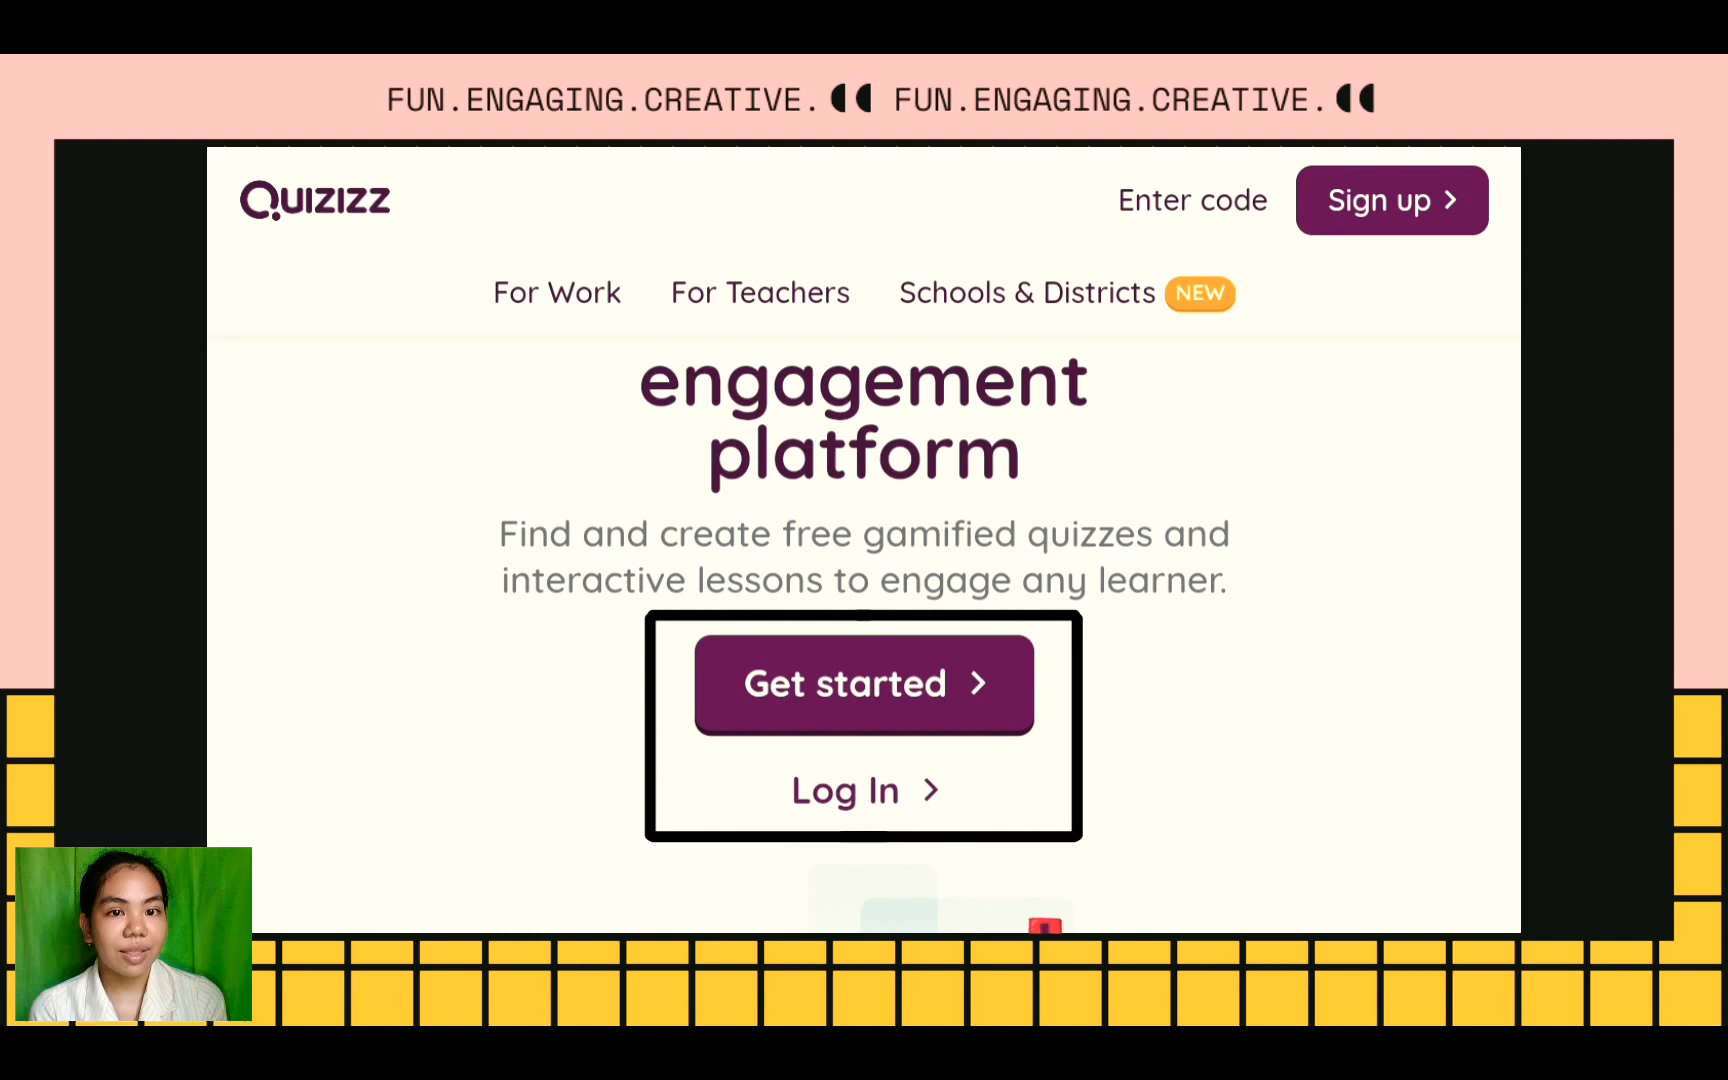 FUN.ENGAGING.CREATIVE. FUN.ENGAGING.CREATIVE.
Quizizz
Enter code
Sign up
For Work
For Teachers
Schools & Districts NEW
engagement
platform
Find and create free gamified quizzes and
interactive lessons to engage any learner.
Get started
Log In